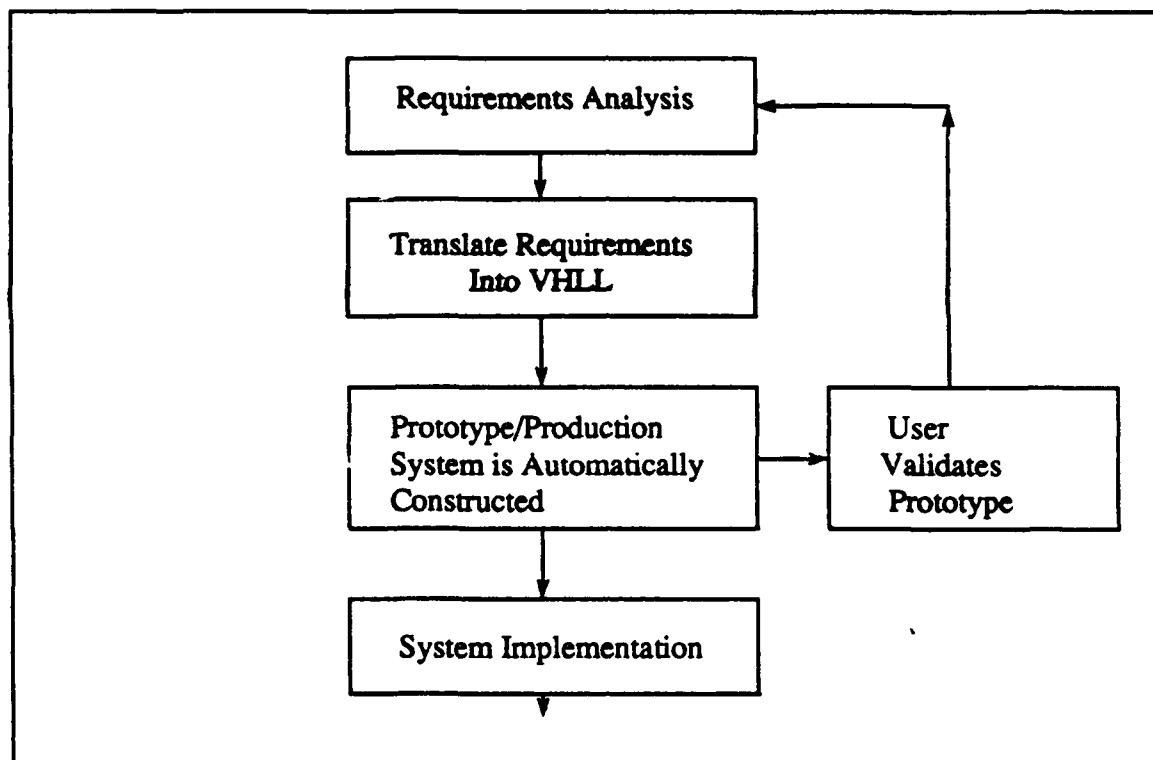 Requirements Analysis
Translate Requirements
Into VHLL
Prototype/Production
System is Automatically
Constructed
User
Validates
Prototype
System Implementation